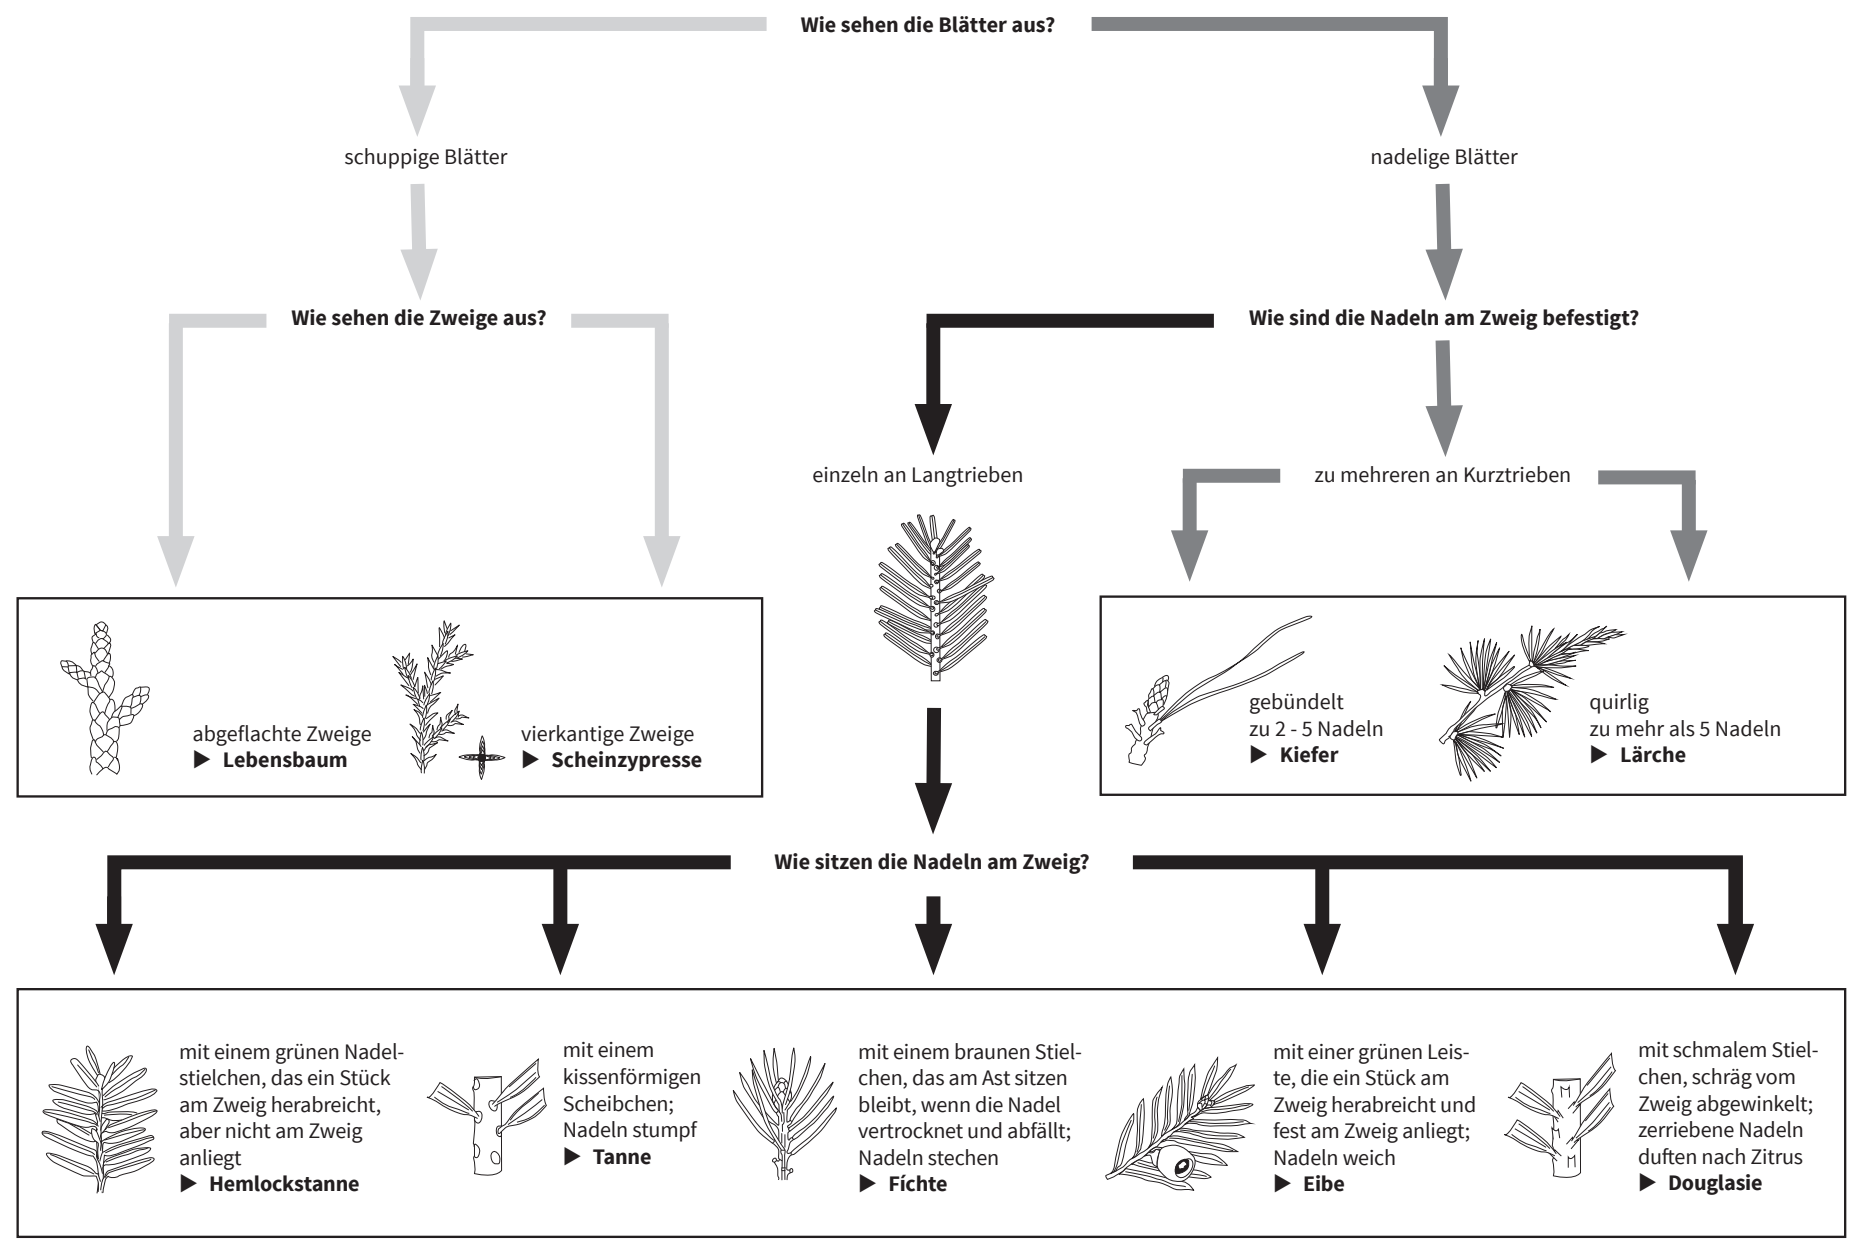 Wie sehen die Blätter aus?
schuppige Blätter
nadelige Blätter
Wie sehen die Zweige aus?
Wie sind die Nadeln am Zweig befestigt?
einzeln an Langtrieben
zu mehreren an Kurztrieben
abgeflachte Zweige
▶ Lebensbaum
vierkantige Zweige
▶ Scheinzypresse
gebündelt
zu 2 - 5 Nadeln
▶ Kiefer
quirlig
zu mehr als 5 Nadeln
▶ Lärche
Wie sitzen die Nadeln am Zweig?
mit einem grünen Nadel-
stielchen, das ein Stück
am Zweig herabreicht,
aber nicht am Zweig
anliegt
▶ Hemlockstanne
mit einem
kissenförmigen
Scheibchen;
Nadeln stumpf
▶ Tanne
mit einem braunen Stiel-
chen, das am Ast sitzen
bleibt, wenn die Nadel
vertrocknet und abfällt;
Nadeln stechen
▶ Fíchte
mit einer grünen Leis-
te, die ein Stück am
Zweig herabreicht und
fest am Zweig anliegt;
Nadeln weich
▶ Eibe
mit schmalem Stiel-
chen, schräg vom
Zweig abgewinkelt;
zerriebene Nadeln
duften nach Zitrus
▶ Douglasie